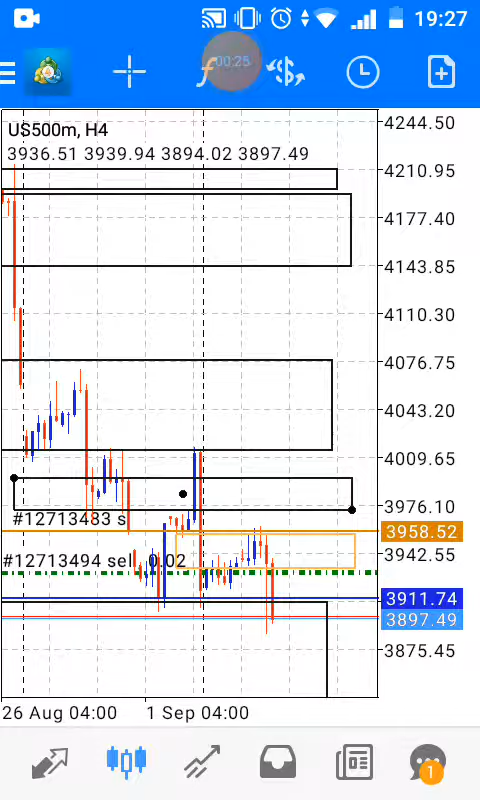 19:27
00:28
US500m, H4
3936.51 3939.94 3894.02 3897.49
4244.50
4210.95
4177.40
4143.85
4110.30
4076.75
4043.20
4009.65
3976.10
#12713483 s
3958.52
3942.55
#12713494 sell 0.02
3911.74
3897.49
3875.45
26 Aug 04:00
1 Sep 04:00
1